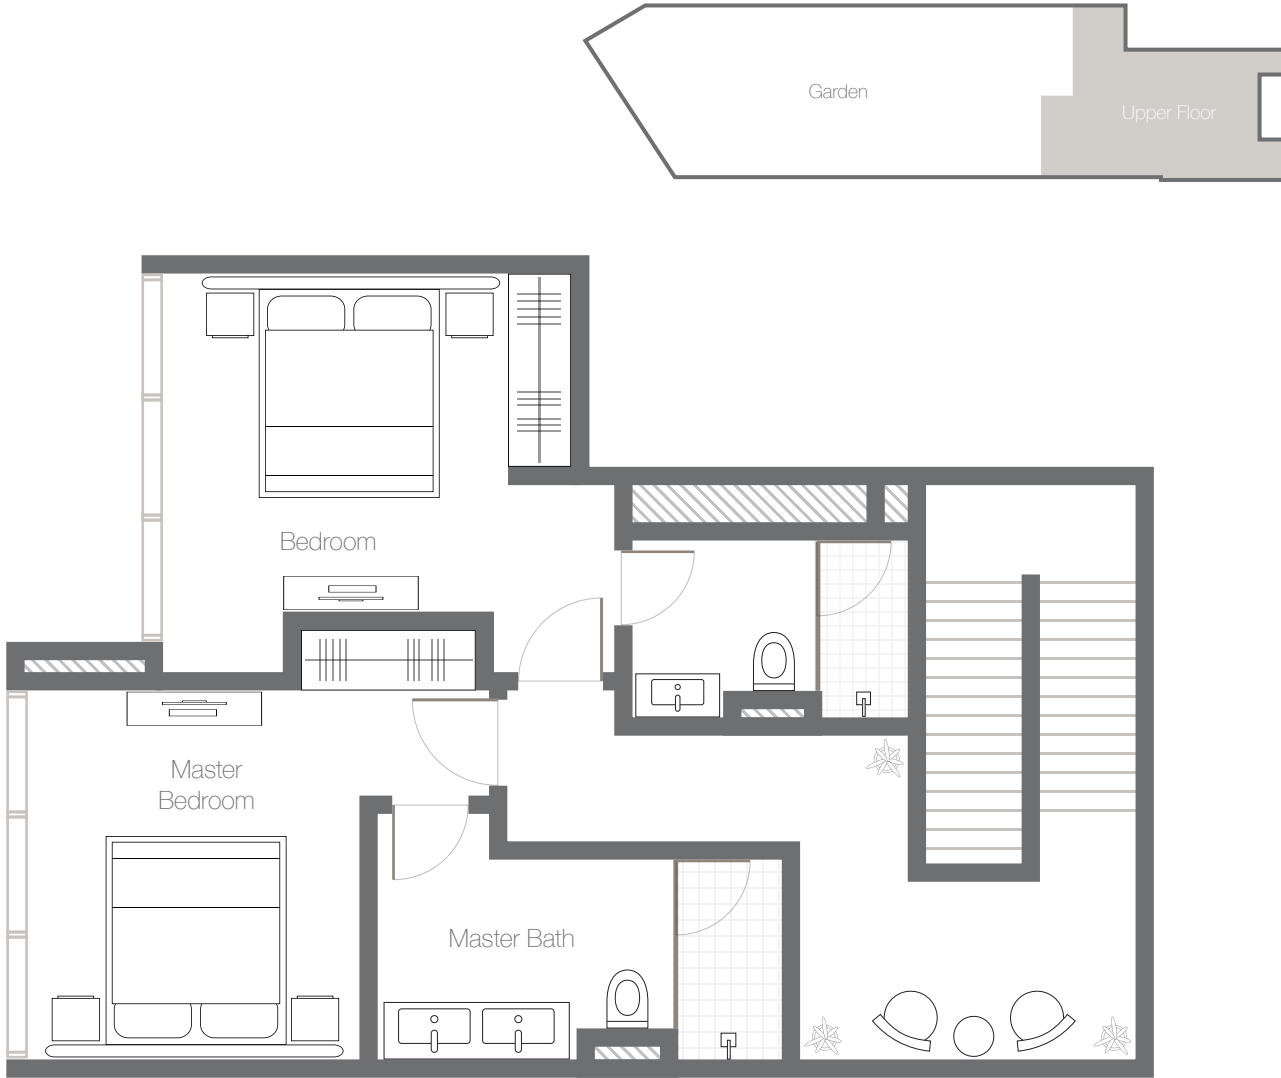 Garden
Upper Floor
Bedroom
Master
Bedroom
Master Bath